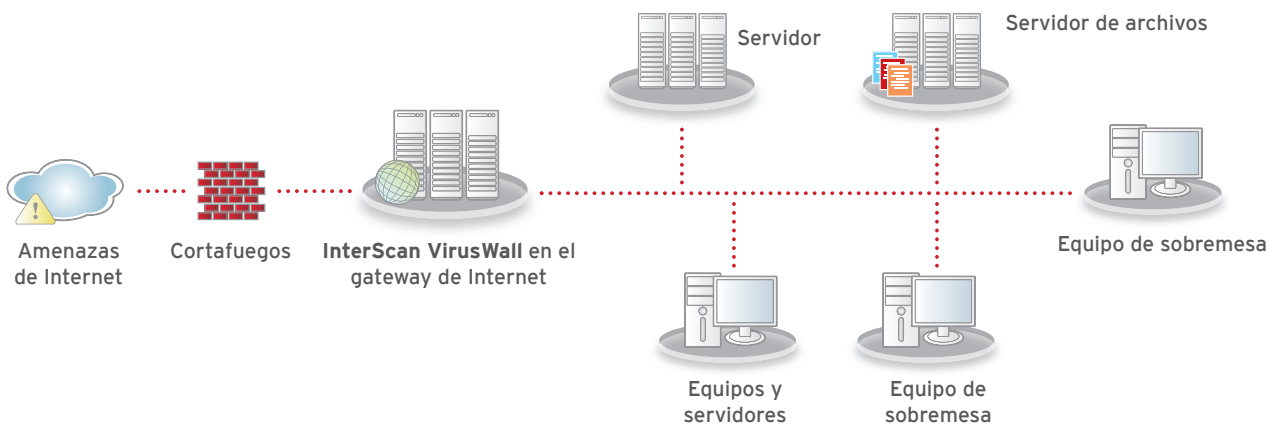 Servidor
Servidor de archivos
Amenazas
de Internet
Cortafuegos
InterScan VirusWall en el
gateway de Internet
Equipo de sobremesa
Equipos y
servidores
Equipo de
sobremesa